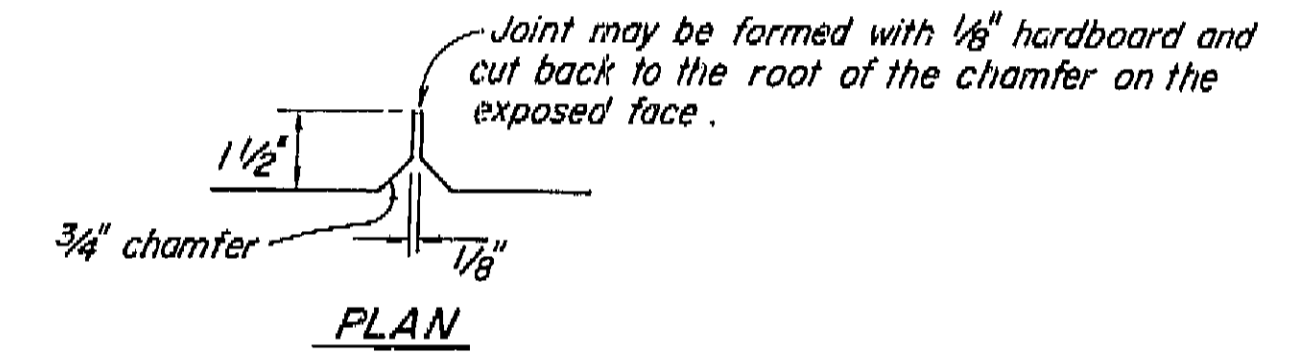 Joint may be formed with 1/8" hardboard and
cut back to the root of the chamfer on the
exposed face.
1 1/2"
3/4" chamfer
1/8"
PLAN